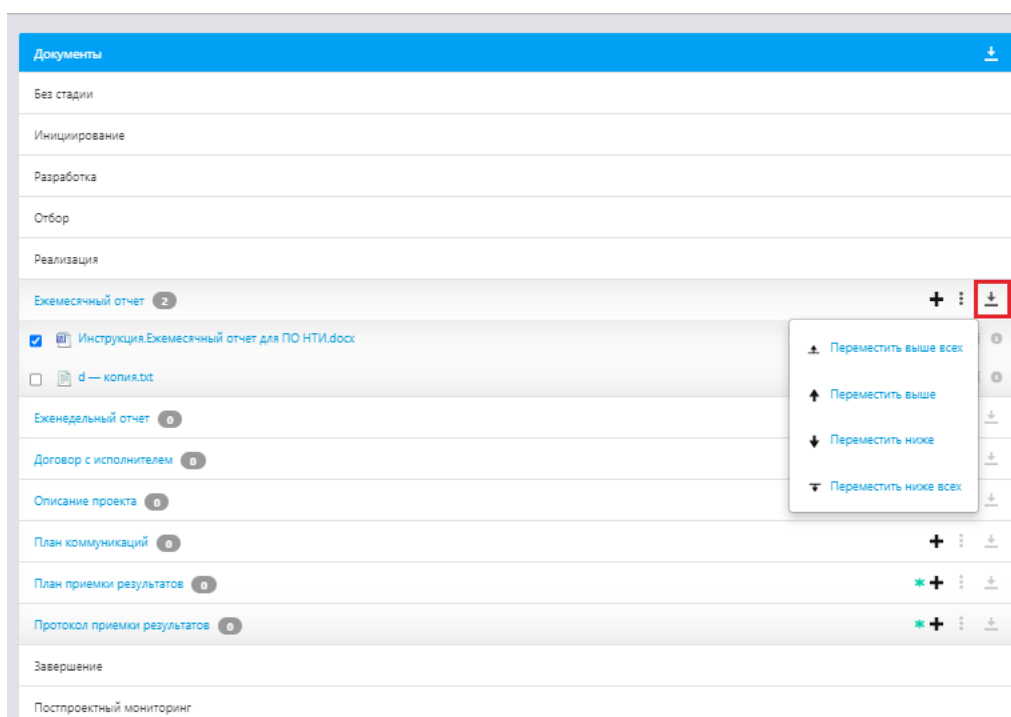 Документы
Без стадии
Инициирование
Разработка
Отбор
Реализация
Ежемесячный отчет 2
Инструкция.Ежемесячный отчет для ПО НТИ.docx
Переместить выше всех
d — копия.txt
Переместить выше
Еженедельный отчет 0
Переместить ниже
Договор с исполнителем 0
Переместить ниже всех
Описание проекта 0
План коммуникаций 0
План приемки результатов 0
Протокол приемки результатов 0
Завершение
Постпроектный мониторинг